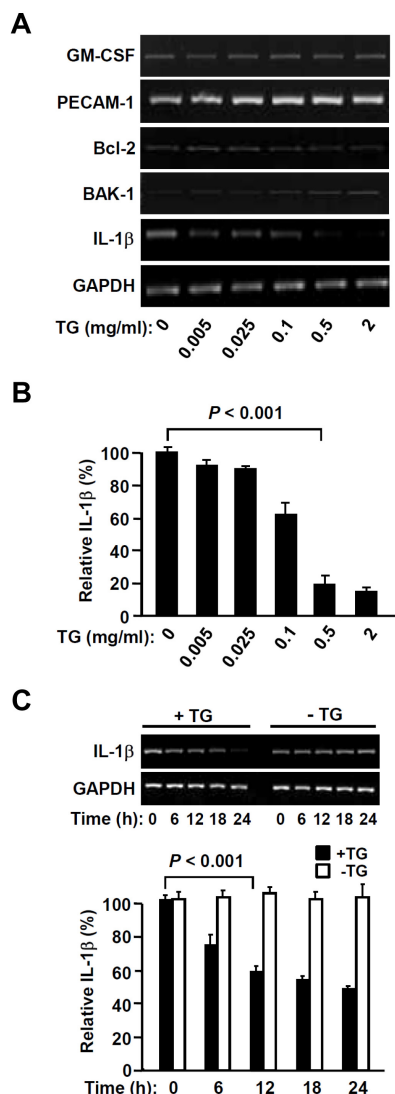 A
GM-CSF
PECAM-1
Bcl-2
BAK-1
IL-1β
GAPDH
TG (mg/ml): 0 0.005 0.025 0.1 0.5 2
B
P < 0.001
Relative IL-1β (%)
100
80
60
40
20
0
TG (mg/ml): 0 0.005 0.025 0.1 0.5 2
C
+ TG - TG
IL-1β
GAPDH
Time (h): 0 6 12 18 24 0 6 12 18 24
+TG
-TG
P < 0.001
Relative IL-1β (%)
100
80
60
40
20
0
Time (h): 0 6 12 18 24